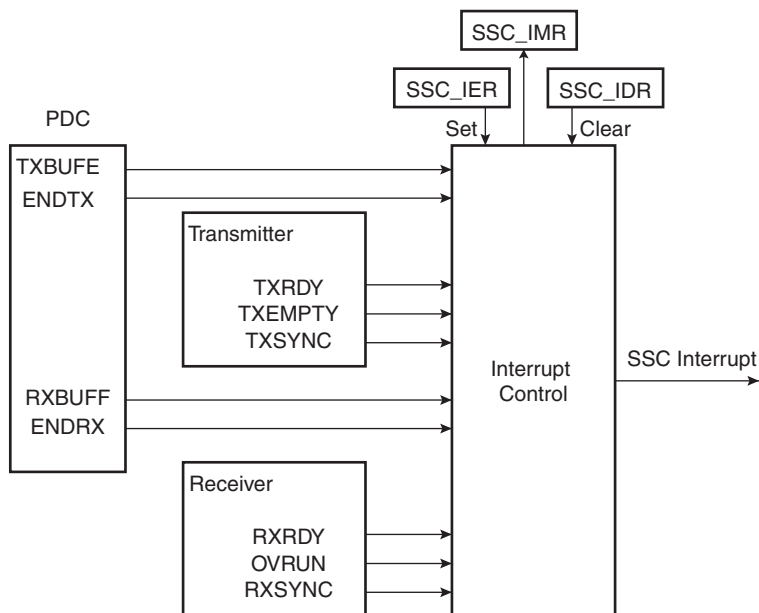 SSC_IMR
SSC_IER
SSC_IDR
PDC
Set
Clear
TXBUFE
ENDTX
Transmitter
TXRDY
TXEMPTY
TXSYNC
RXBUFF
ENDRX
Interrupt
Control
SSC Interrupt
Receiver
RXRDY
OVRUN
RXSYNC